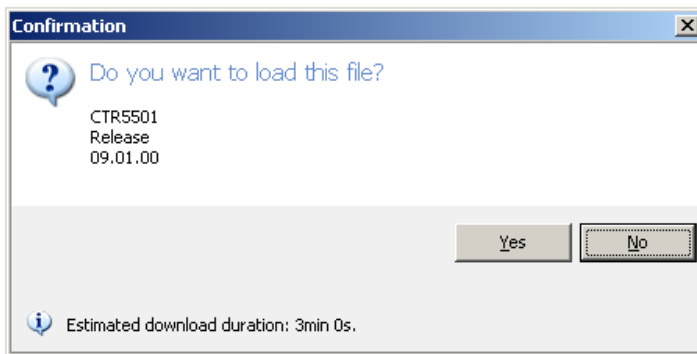 Confirmation
Do you want to load this file?
CTR5501
Release
09.01.00
Yes
No
Estimated download duration: 3min 0s.